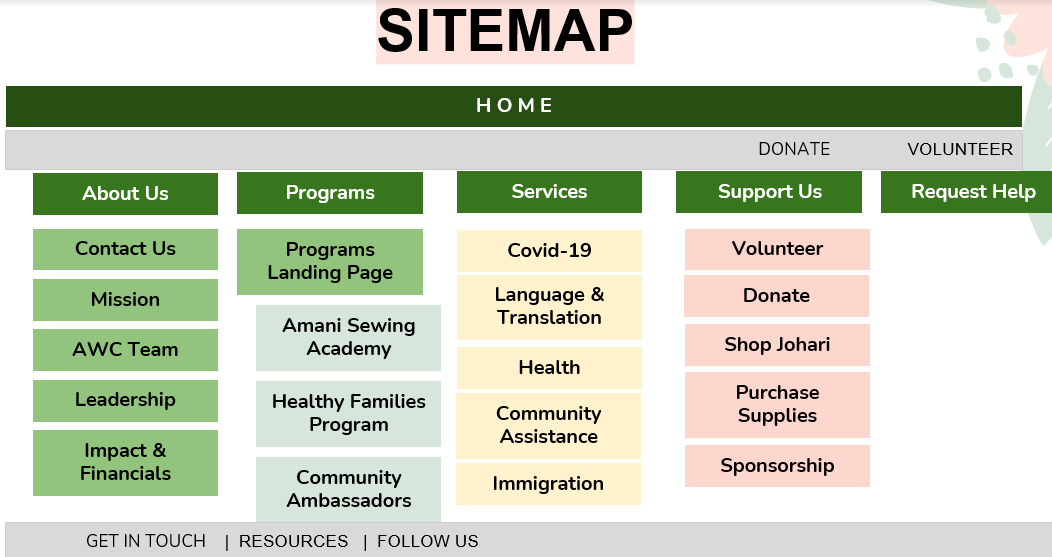 SITEMAP
HOME
DONATE
VOLUNTEER
About Us
Contact Us
Mission
AWC Team
Leadership
Impact &
Financials
Programs
Programs
Landing Page
Amani Sewing
Academy
Healthy Families
Program
Community
Ambassadors
Services
Covid-19
Language &
Translation
Health
Community
Assistance
Immigration
Support Us
Volunteer
Donate
Shop Johari
Purchase
Supplies
Sponsorship
Request Help
GET IN TOUCH | RESOURCES | FOLLOW US